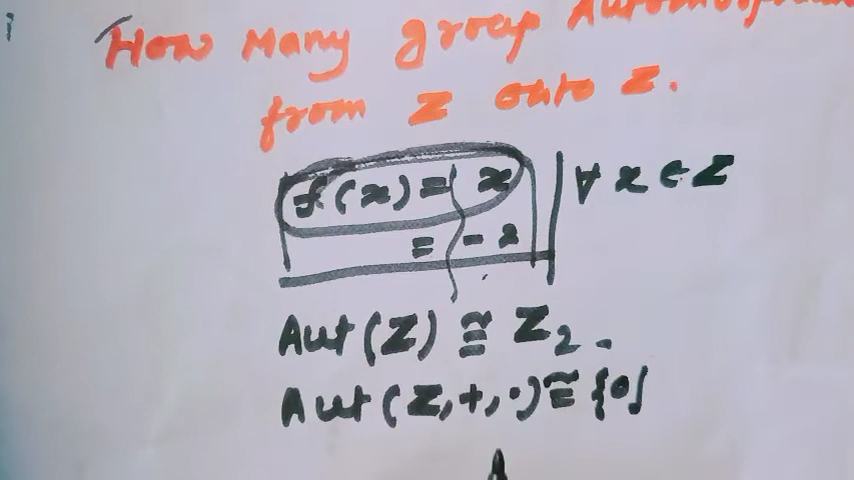 How Many group
from Z onto Z.
f(x) = x ∀ x ∈ Z
= - x
Aut(Z) ≅ Z₂.
Aut(Z,+,·) ≅ {0}